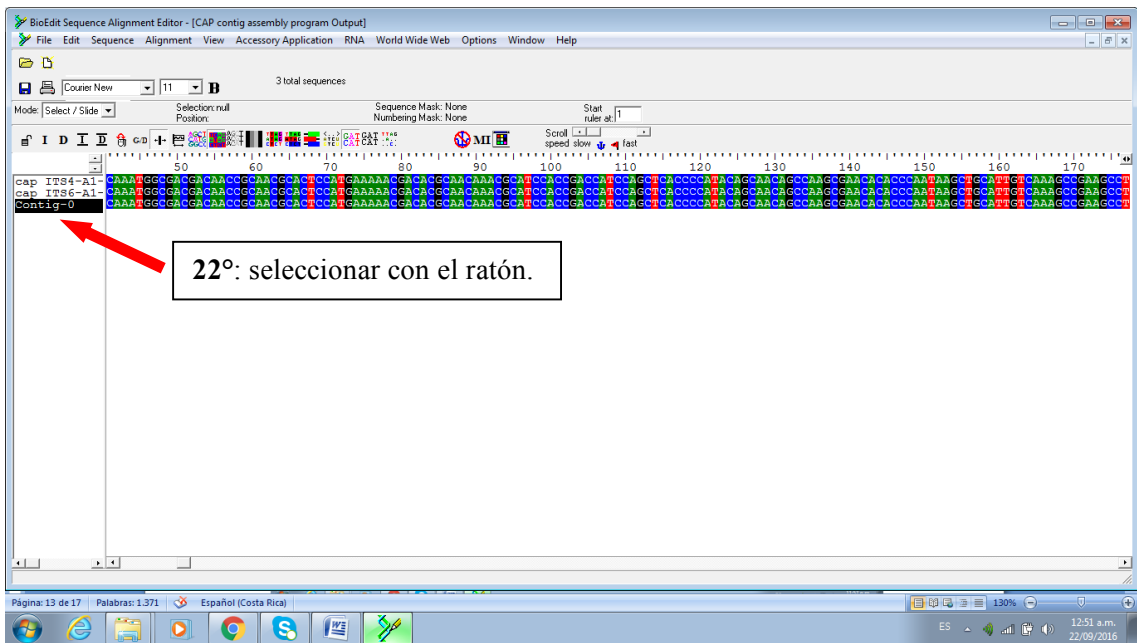 BioEdit Sequence Alignment Editor - [CAP contig assembly program Output]
File Edit Sequence Alignment View Accessory Application RNA World Wide Web Options Window Help
Courier New 11 B 3 total sequences
Mode: Select / Slide Selection: null Sequence Mask: None Start
Position: Numbering Mask: None ruler at: 1
I D I D G/D MI Scroll
speed slow fast
50 60 70 80 90 100 110 120 130 140 150 160 170
cap ITS4-A1- CAAATGGCGACGACAACCGCAACGCACTCCATGAAAAACGACACGCAACAAACGCATCCACCGACCATCCAGCTCACCCCATACAGCAACAGCCAAGCGAACACACCCAATAAGCTGCATTGTCAAAGCCGAAGCCT
cap ITS6-A1- CAAATGGCGACGACAACCGCAACGCACTCCATGAAAAACGACACGCAACAAACGCATCCACCGACCATCCAGCTCACCCCATACAGCAACAGCCAAGCGAACACACCCAATAAGCTGCATTGTCAAAGCCGAAGCCT
Contig-0 CAAATGGCGACGACAACCGCAACGCACTCCATGAAAAACGACACGCAACAAACGCATCCACCGACCATCCAGCTCACCCCATACAGCAACAGCCAAGCGAACACACCCAATAAGCTGCATTGTCAAAGCCGAAGCCT
22°: seleccionar con el ratón.
Página: 13 de 17 Palabras: 1.371 Español (Costa Rica) 130%
ES 12:51 a.m.
22/09/2016